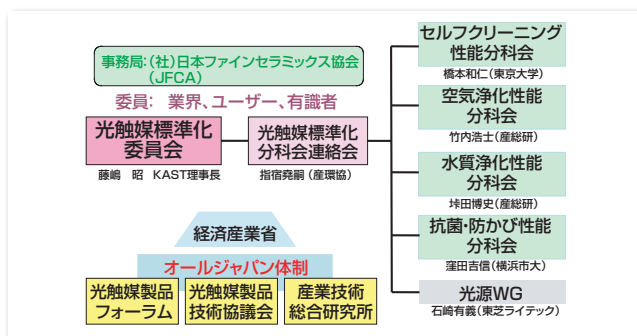 事務局：（社）日本ファインセラミックス協会
（JFCA）
委員：　業界、ユーザー、有識者
光触媒標準化
委員会
藤嶋　昭　KAST理事長
光触媒標準化
分科会連絡会
指宿堯嗣（産環協）
セルフクリーニング
性能分科会
橋本和仁（東京大学）
空気浄化性能
分科会
竹内浩士（産総研）
水質浄化性能
分科会
垰田博史（産総研）
抗菌・防かび性能
分科会
窪田吉信（横浜市大）
光源WG
石崎有義（東芝ライテック）
経済産業省
オールジャパン体制
光触媒製品
フォーラム
光触媒製品
技術協議会
産業技術
総合研究所